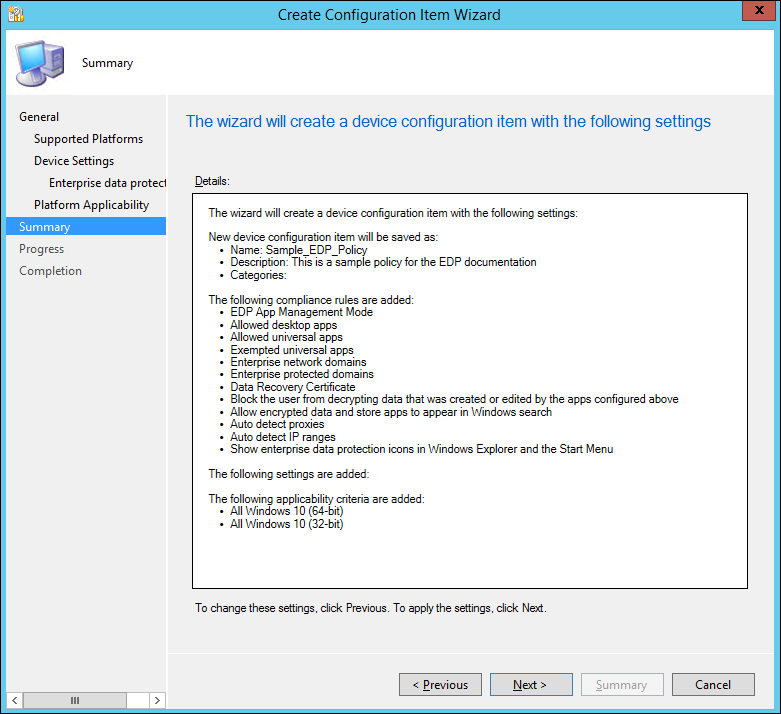 Create Configuration Item Wizard
x
Summary
General
Supported Platforms
Device Settings
Enterprise data protect
Platform Applicability
Summary
Progress
Completion
The wizard will create a device configuration item with the following settings
Details:
The wizard will create a device configuration item with the following settings:
New device configuration item will be saved as:
• Name: Sample_EDP_Policy
• Description: This is a sample policy for the EDP documentation
• Categories:
The following compliance rules are added:
• EDP App Management Mode
• Allowed desktop apps
• Allowed universal apps
• Exempted universal apps
• Enterprise network domains
• Enterprise protected domains
• Data Recovery Certificate
• Block the user from decrypting data that was created or edited by the apps configured above
• Allow encrypted data and store apps to appear in Windows search
• Auto detect proxies
• Auto detect IP ranges
• Show enterprise data protection icons in Windows Explorer and the Start Menu
The following settings are added:
The following applicability criteria are added:
• All Windows 10 (64-bit)
• All Windows 10 (32-bit)
To change these settings, click Previous. To apply the settings, click Next.
< Previous
Next >
Summary
Cancel